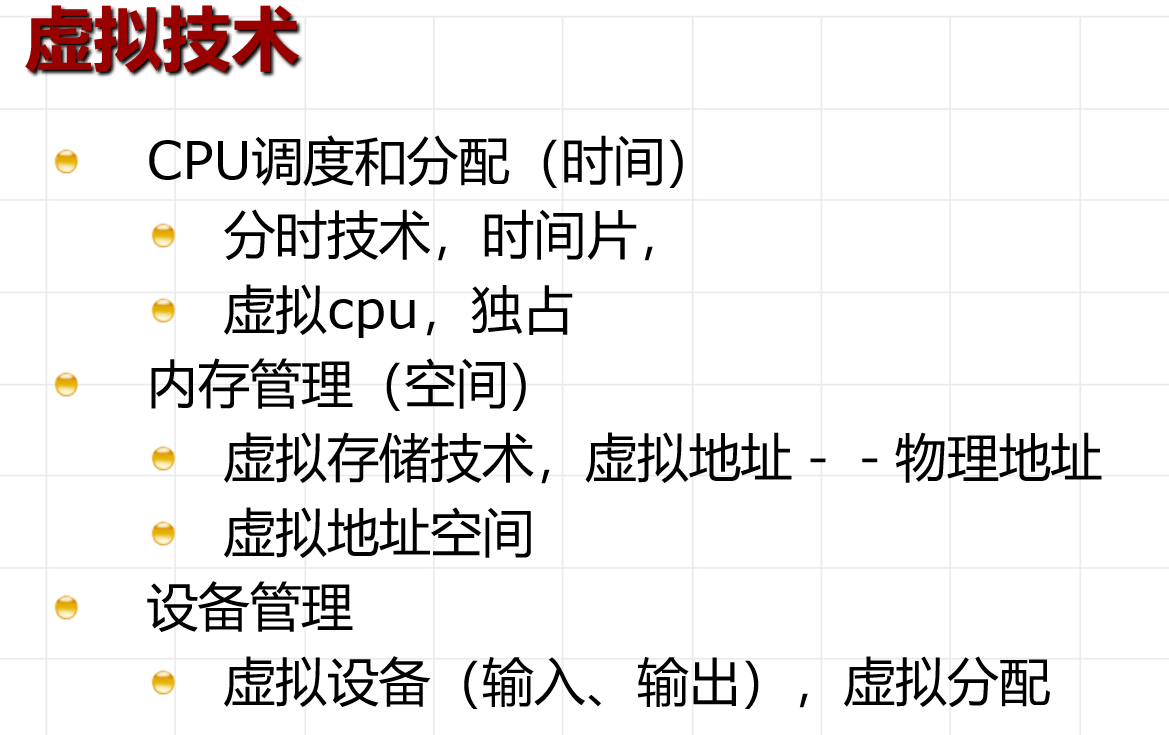 虚拟技术
CPU调度和分配（时间）
分时技术，时间片，
虚拟cpu，独占
内存管理（空间）
虚拟存储技术，虚拟地址－－物理地址
虚拟地址空间
设备管理
虚拟设备（输入、输出），虚拟分配